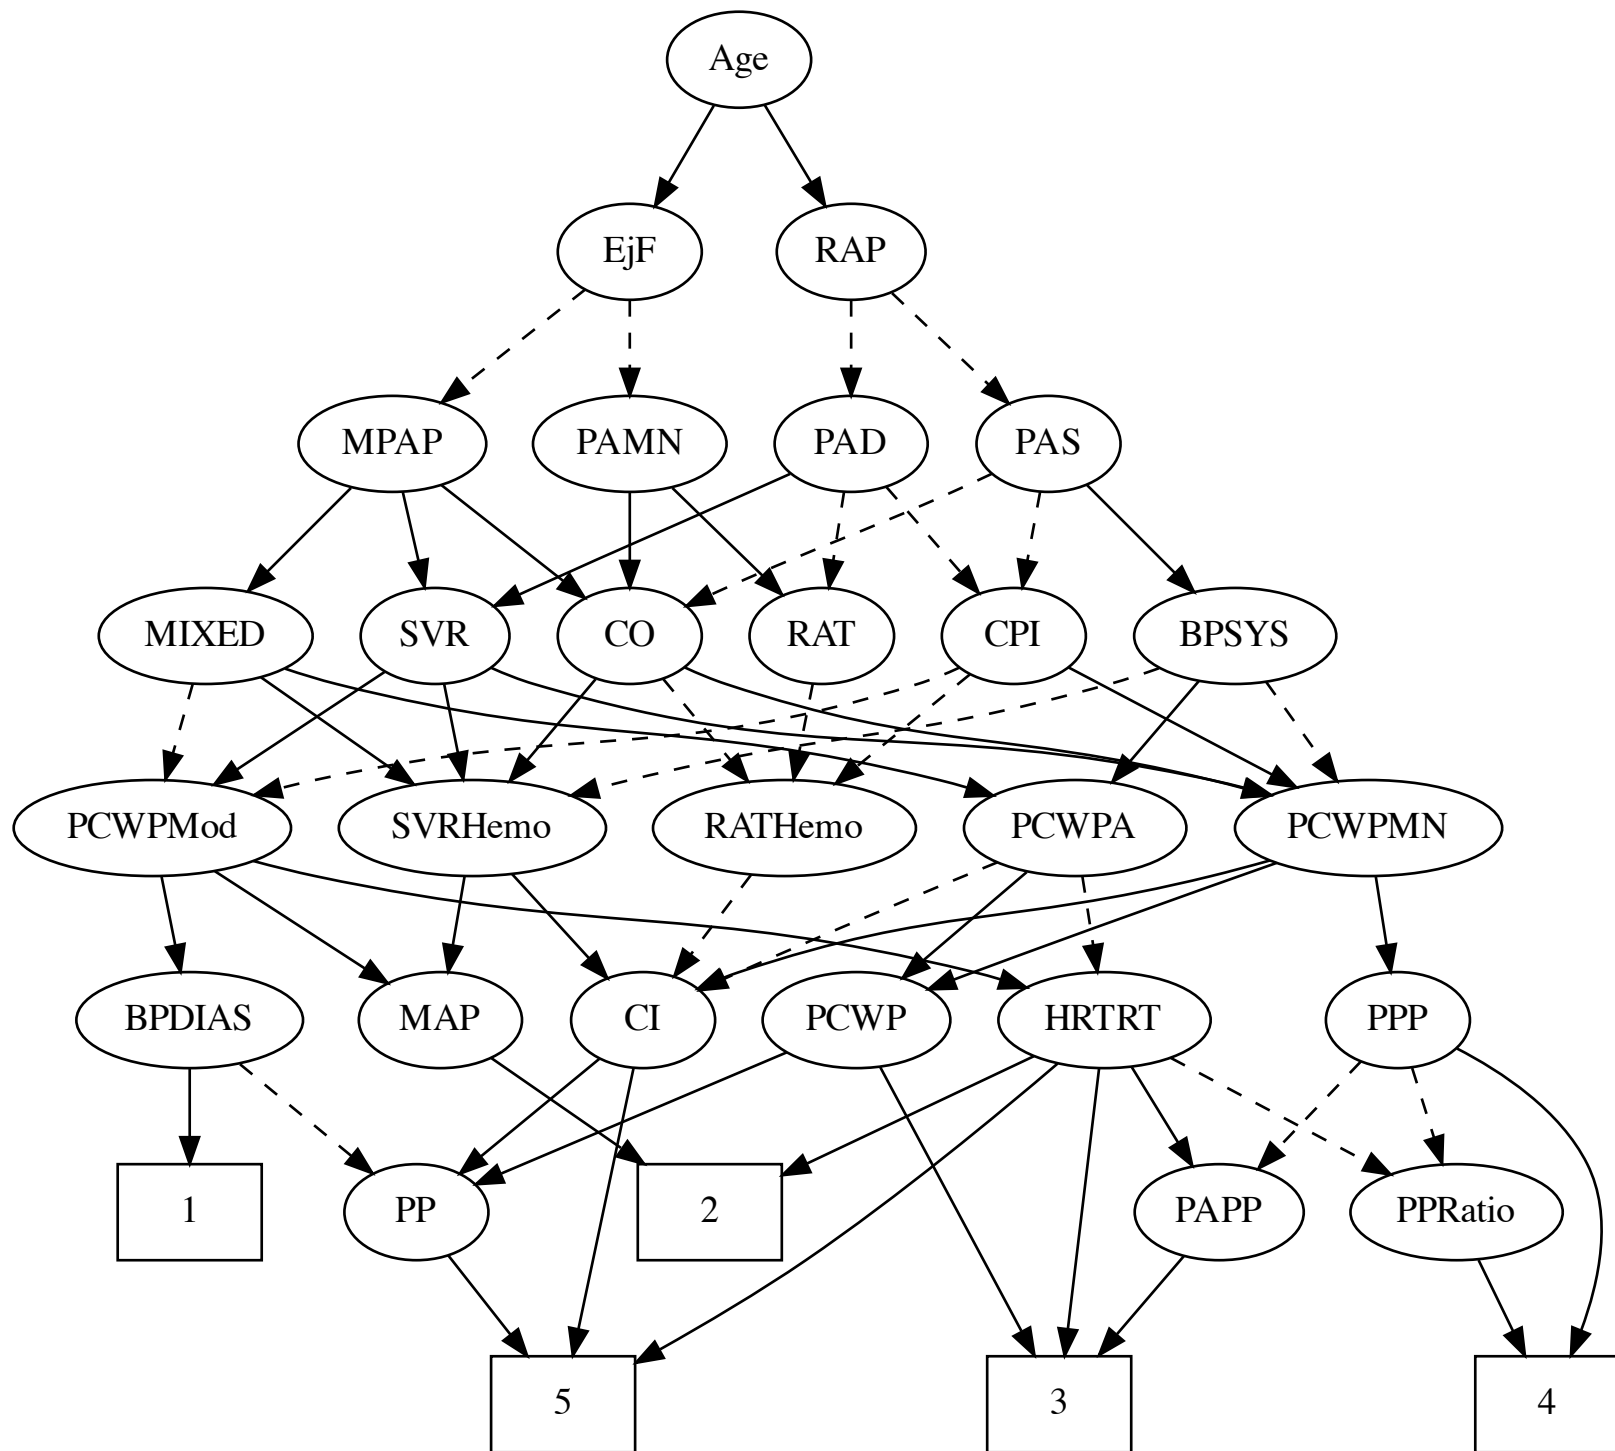 Age
EjF
RAP
MPAP
PAMN
PAD
PAS
MIXED
SVR
CO
RAT
CPI
BPSYS
PCWPMod
SVRHemo
RATHemo
PCWPA
PCWPMN
BPDIAS
MAP
CI
PCWP
HRTRT
PPP
1
PP
2
PAPP
PPRatio
5
3
4